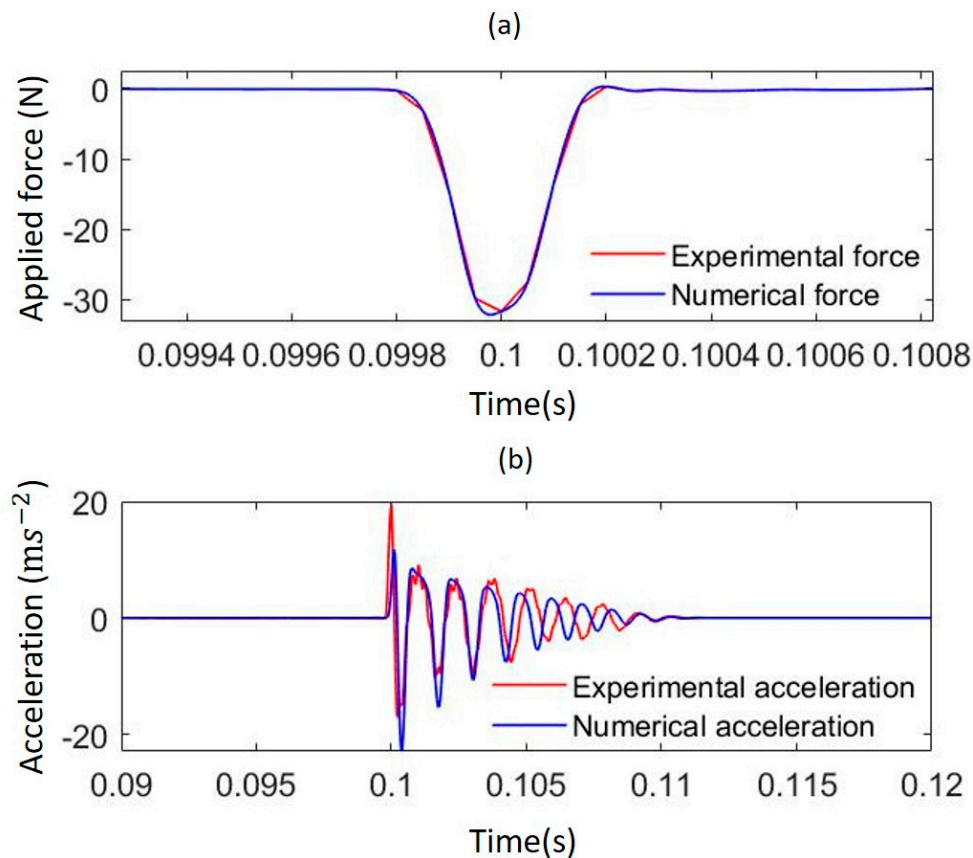 (a)
Applied force (N)
0
-10
-20
-30
Experimental force
Numerical force
0.0994 0.0996 0.0998 0.1 0.1002 0.1004 0.1006 0.1008
Time(s)
(b)
Acceleration (ms⁻²)
20
0
-20
Experimental acceleration
Numerical acceleration
0.09 0.095 0.1 0.105 0.11 0.115 0.12
Time(s)